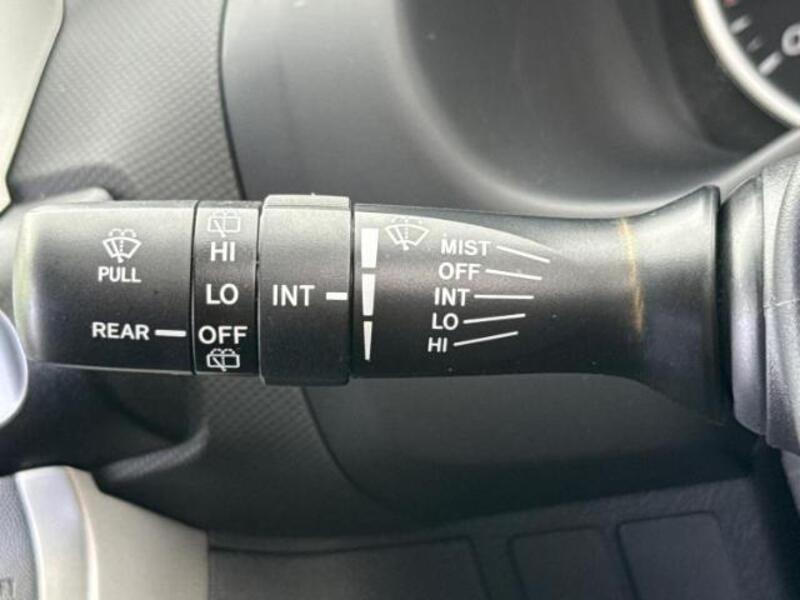 PULL
REAR
HI
LO
OFF
INT
MIST
OFF
INT
LO
HI